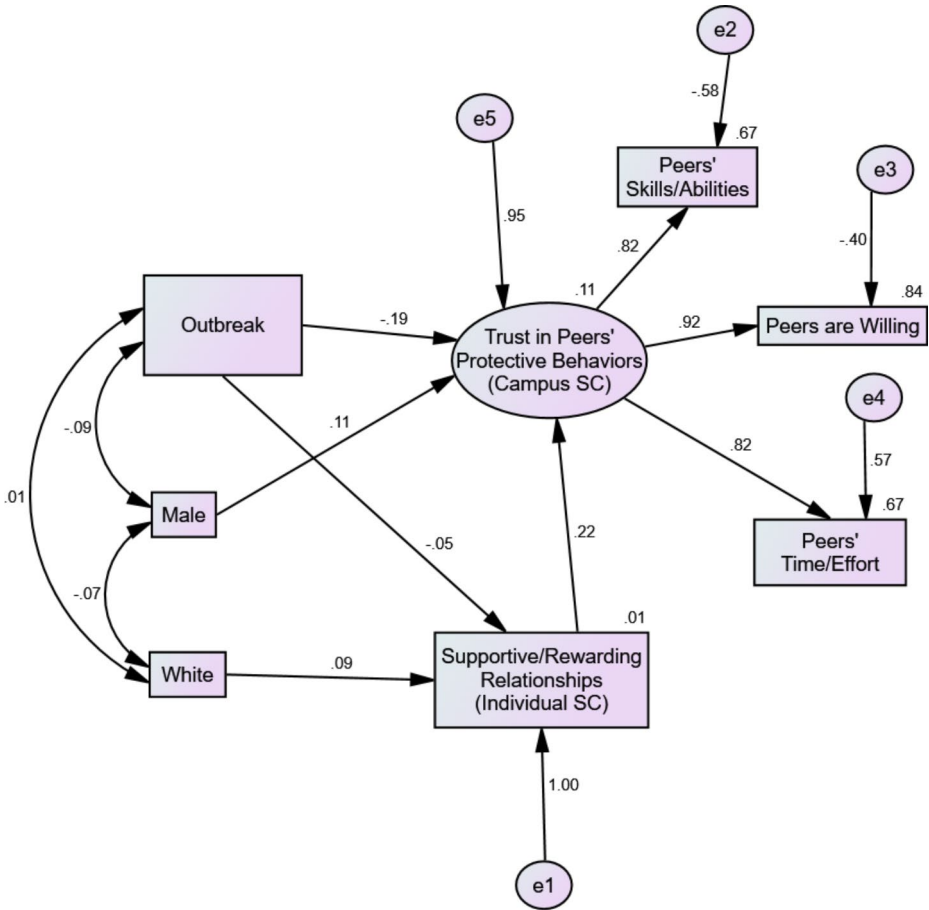 e2
-.58
.67
Peers'
Skills/Abilities
e5
.95
e3
-.40
.84
Peers are Willing
.82
.11
Outbreak
-.19
Trust in Peers'
Protective Behaviors
(Campus SC)
.92
e4
.57
.67
Peers'
Time/Effort
.82
-.09
.11
.01
Male
-.05
.22
-.07
.01
White
.09
Supportive/Rewarding
Relationships
(Individual SC)
1.00
e1